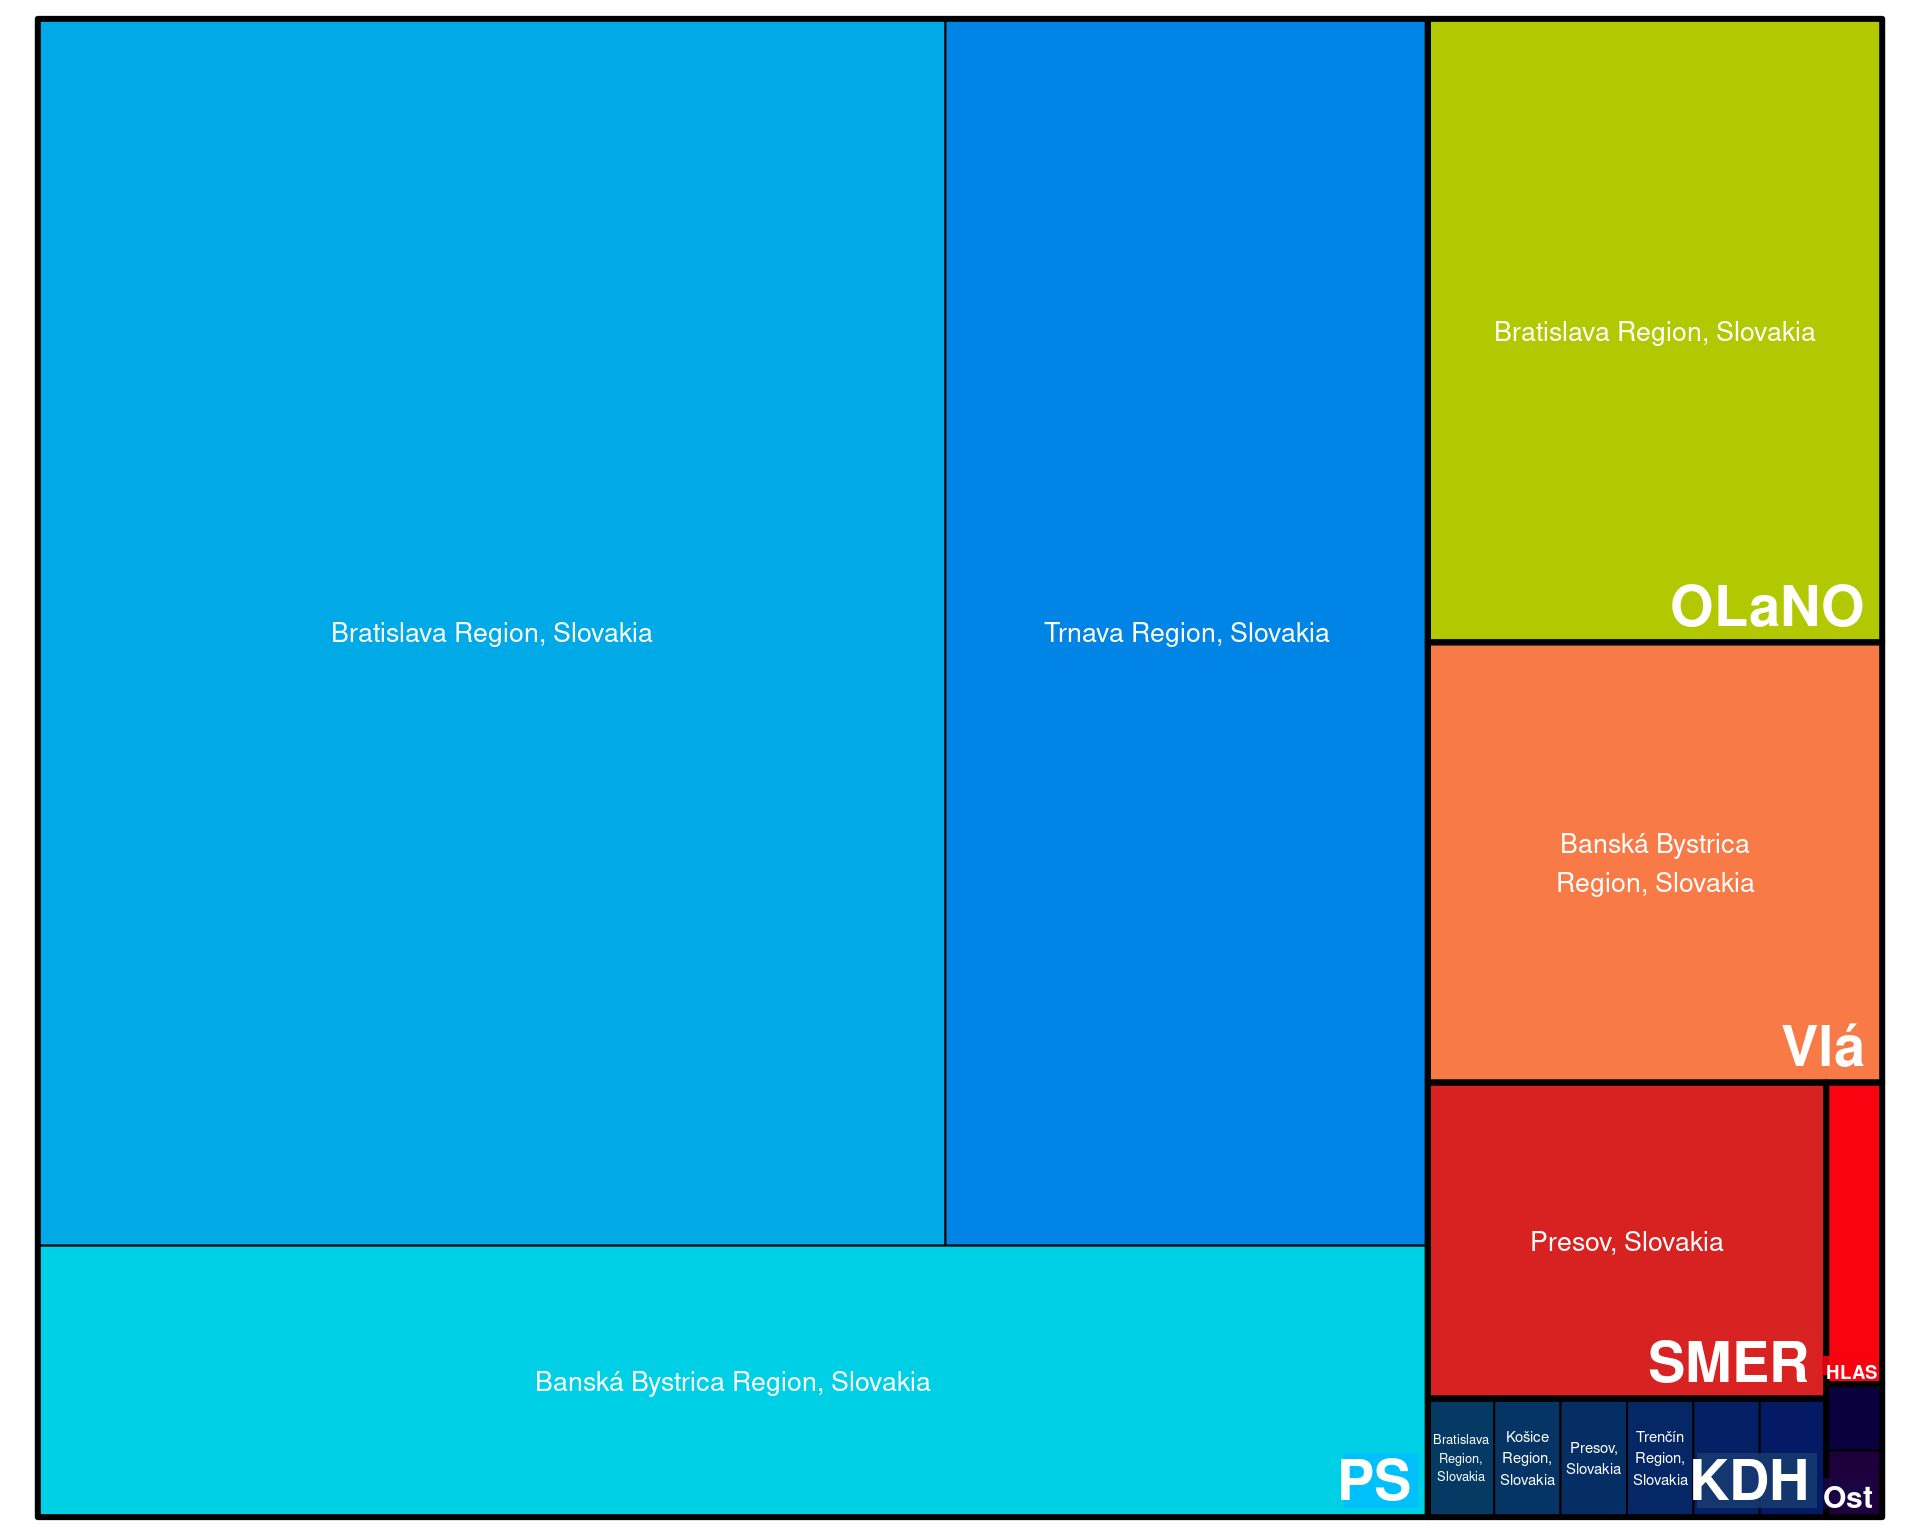 Bratislava Region, Slovakia
Trnava Region, Slovakia
Banská Bystrica Region, Slovakia
PS
Bratislava Region, Slovakia
OLaNO
Banská Bystrica
Region, Slovakia
Vlá
Presov, Slovakia
SMER
HLAS
Bratislava
Region,
Slovakia
Košice
Region,
Slovakia
Presov,
Slovakia
Trenčín
Region,
Slovakia
KDH
Ost